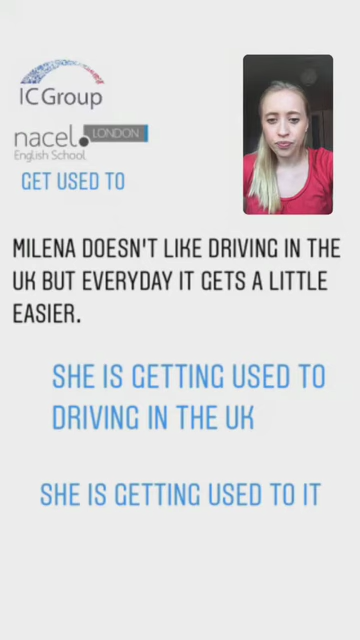 IC Group
nacel. LONDON
English School
GET USED TO
MILENA DOESN'T LIKE DRIVING IN THE
UK BUT EVERYDAY IT GETS A LITTLE
EASIER.
SHE IS GETTING USED TO
DRIVING IN THE UK
SHE IS GETTING USED TO IT